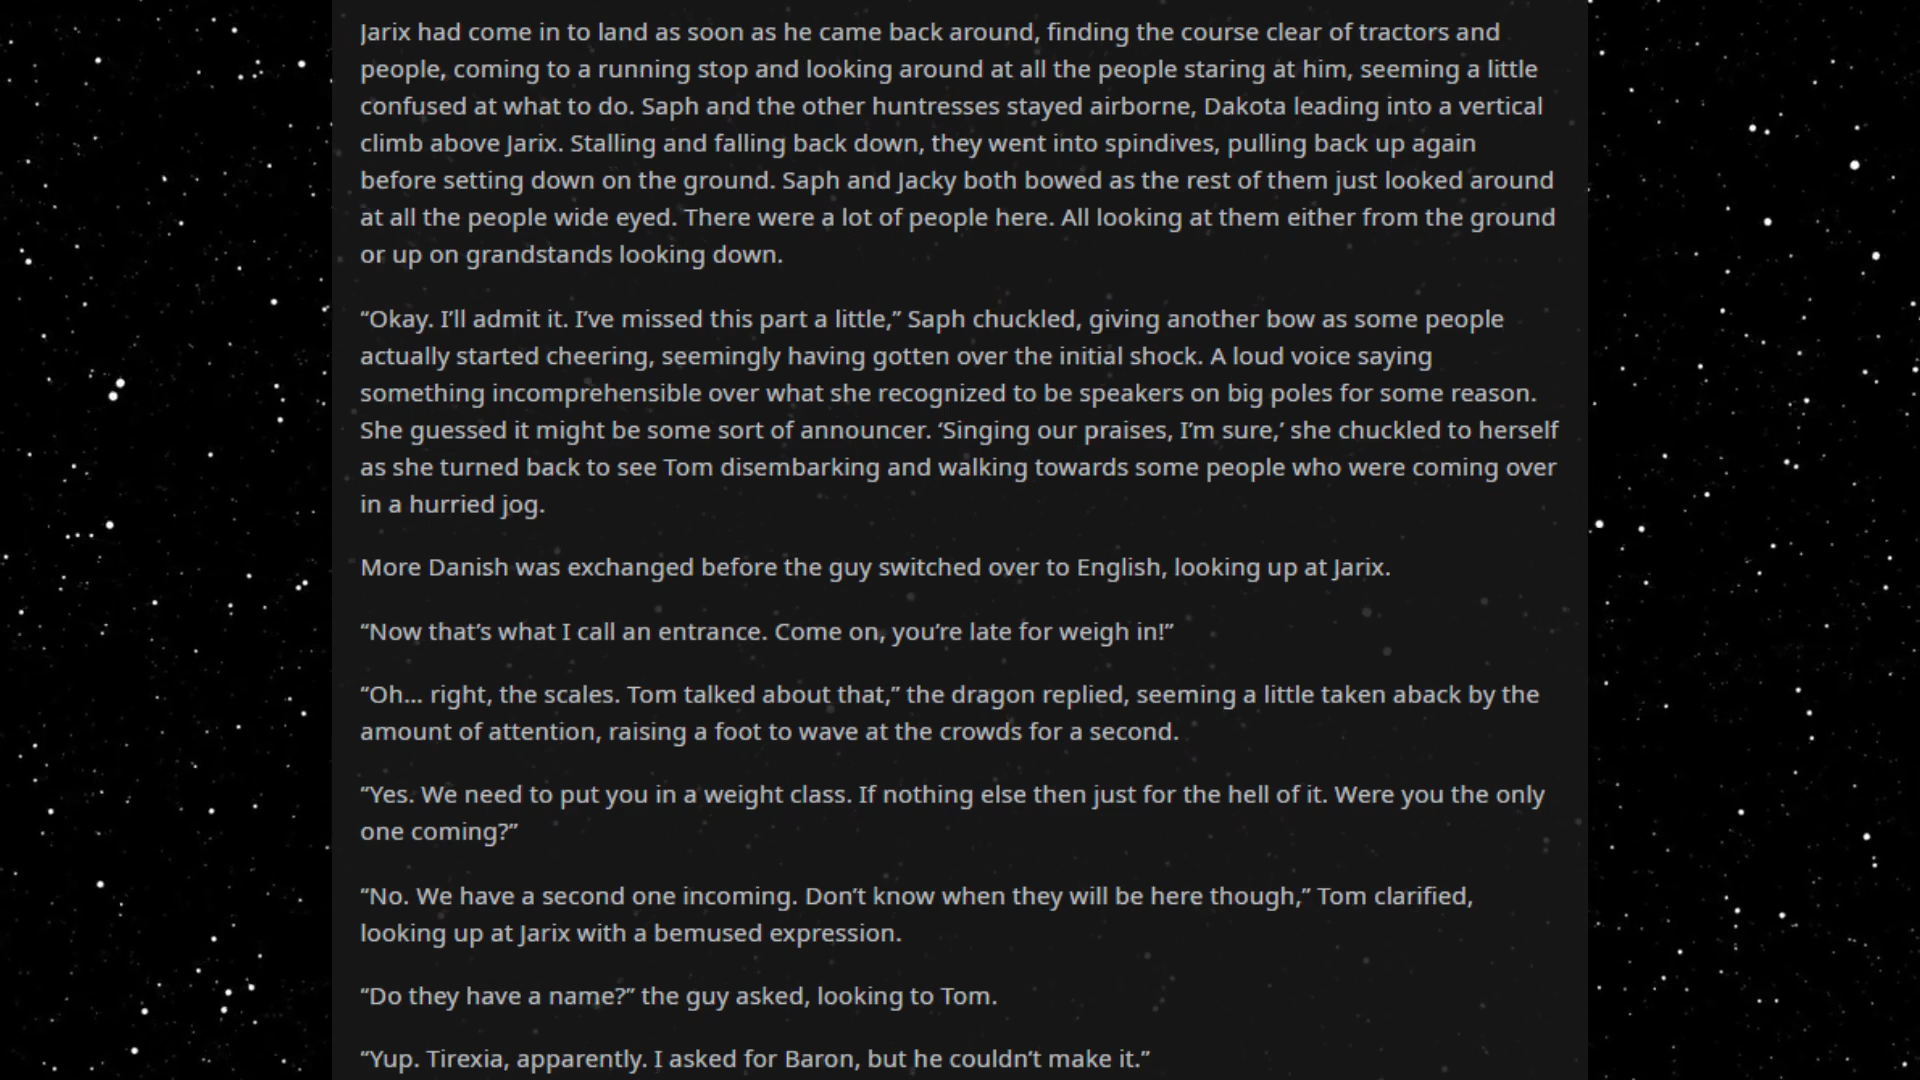 Jarix had come in to land as soon as he came back around, finding the course clear of tractors and
people, coming to a running stop and looking around at all the people staring at him, seeming a little
confused at what to do. Saph and the other huntresses stayed airborne, Dakota leading into a vertical
climb above Jarix. Stalling and falling back down, they went into spindives, pulling back up again
before setting down on the ground. Saph and Jacky both bowed as the rest of them just looked around
at all the people wide eyed. There were a lot of people here. All looking at them either from the ground
or up on grandstands looking down.
“Okay. I’ll admit it. I’ve missed this part a little,” Saph chuckled, giving another bow as some people
actually started cheering, seemingly having gotten over the initial shock. A loud voice saying
something incomprehensible over what she recognized to be speakers on big poles for some reason.
She guessed it might be some sort of announcer. ‘Singing our praises, I’m sure,’ she chuckled to herself
as she turned back to see Tom disembarking and walking towards some people who were coming over
in a hurried jog.
More Danish was exchanged before the guy switched over to English, looking up at Jarix.
“Now that’s what I call an entrance. Come on, you’re late for weigh in!”
“Oh… right, the scales. Tom talked about that,” the dragon replied, seeming a little taken aback by the
amount of attention, raising a foot to wave at the crowds for a second.
“Yes. We need to put you in a weight class. If nothing else then just for the hell of it. Were you the only
one coming?”
“No. We have a second one incoming. Don’t know when they will be here though,” Tom clarified,
looking up at Jarix with a bemused expression.
“Do they have a name?” the guy asked, looking to Tom.
“Yup. Tirexia, apparently. I asked for Baron, but he couldn’t make it.”